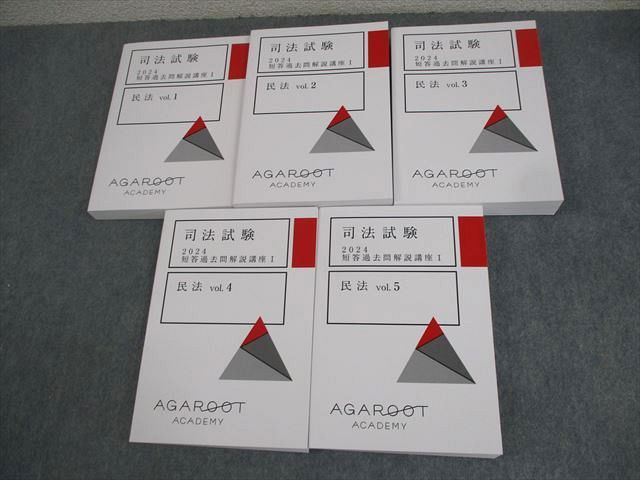 司法試験
2024
短答過去問解説講座Ⅰ
民法 vol.1
AGAROOT
ACADEMY
司法試験
2024
短答過去問解説講座Ⅰ
民法 vol.2
AGAROOT
ACADEMY
司法試験
2024
短答過去問解説講座Ⅰ
民法 vol.3
AGAROOT
ACADEMY
司法試験
2024
短答過去問解説講座Ⅰ
民法 vol.4
AGAROOT
ACADEMY
司法試験
2024
短答過去問解説講座Ⅰ
民法 vol.5
AGAROOT
ACADEMY